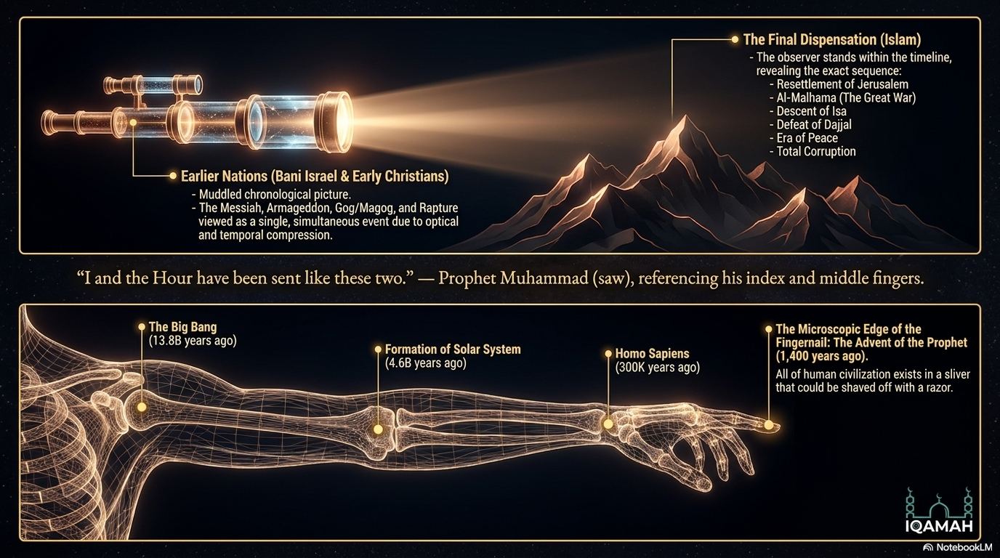 The Final Dispensation (Islam)
- The observer stands within the timeline,
revealing the exact sequence:
- Resettlement of Jerusalem
- Al-Malhama (The Great War)
- Descent of Isa
- Defeat of Dajjal
- Era of Peace
- Total Corruption
Earlier Nations (Bani Israel & Early Christians)
- Muddled chronological picture.
- The Messiah, Armageddon, Gog/Magog, and Rapture
viewed as a single, simultaneous event due to optical
and temporal compression.
“I and the Hour have been sent like these two.” — Prophet Muhammad (saw), referencing his index and middle fingers.
The Big Bang
(13.8B years ago)
Formation of Solar System
(4.6B years ago)
Homo Sapiens
(300K years ago)
The Microscopic Edge of the
Fingernail: The Advent of the Prophet
(1,400 years ago).
All of human civilization exists in a sliver
that could be shaved off with a razor.
IQAMAH
NotebookLM